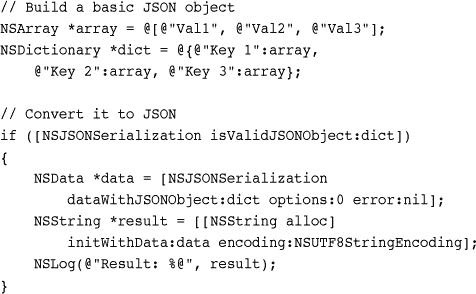 // Build a basic JSON object
NSArray *array = @[@"Val1", @"Val2", @"Val3"];
NSDictionary *dict = @{@"Key 1":array,
    @"Key 2":array, @"Key 3":array};

// Convert it to JSON
if ([NSJSONSerialization isValidJSONObject:dict])
{
    NSData *data = [NSJSONSerialization
        dataWithJSONObject:dict options:0 error:nil];
    NSString *result = [[NSString alloc]
        initWithData:data encoding:NSUTF8StringEncoding];
    NSLog(@"Result: %@", result);
}